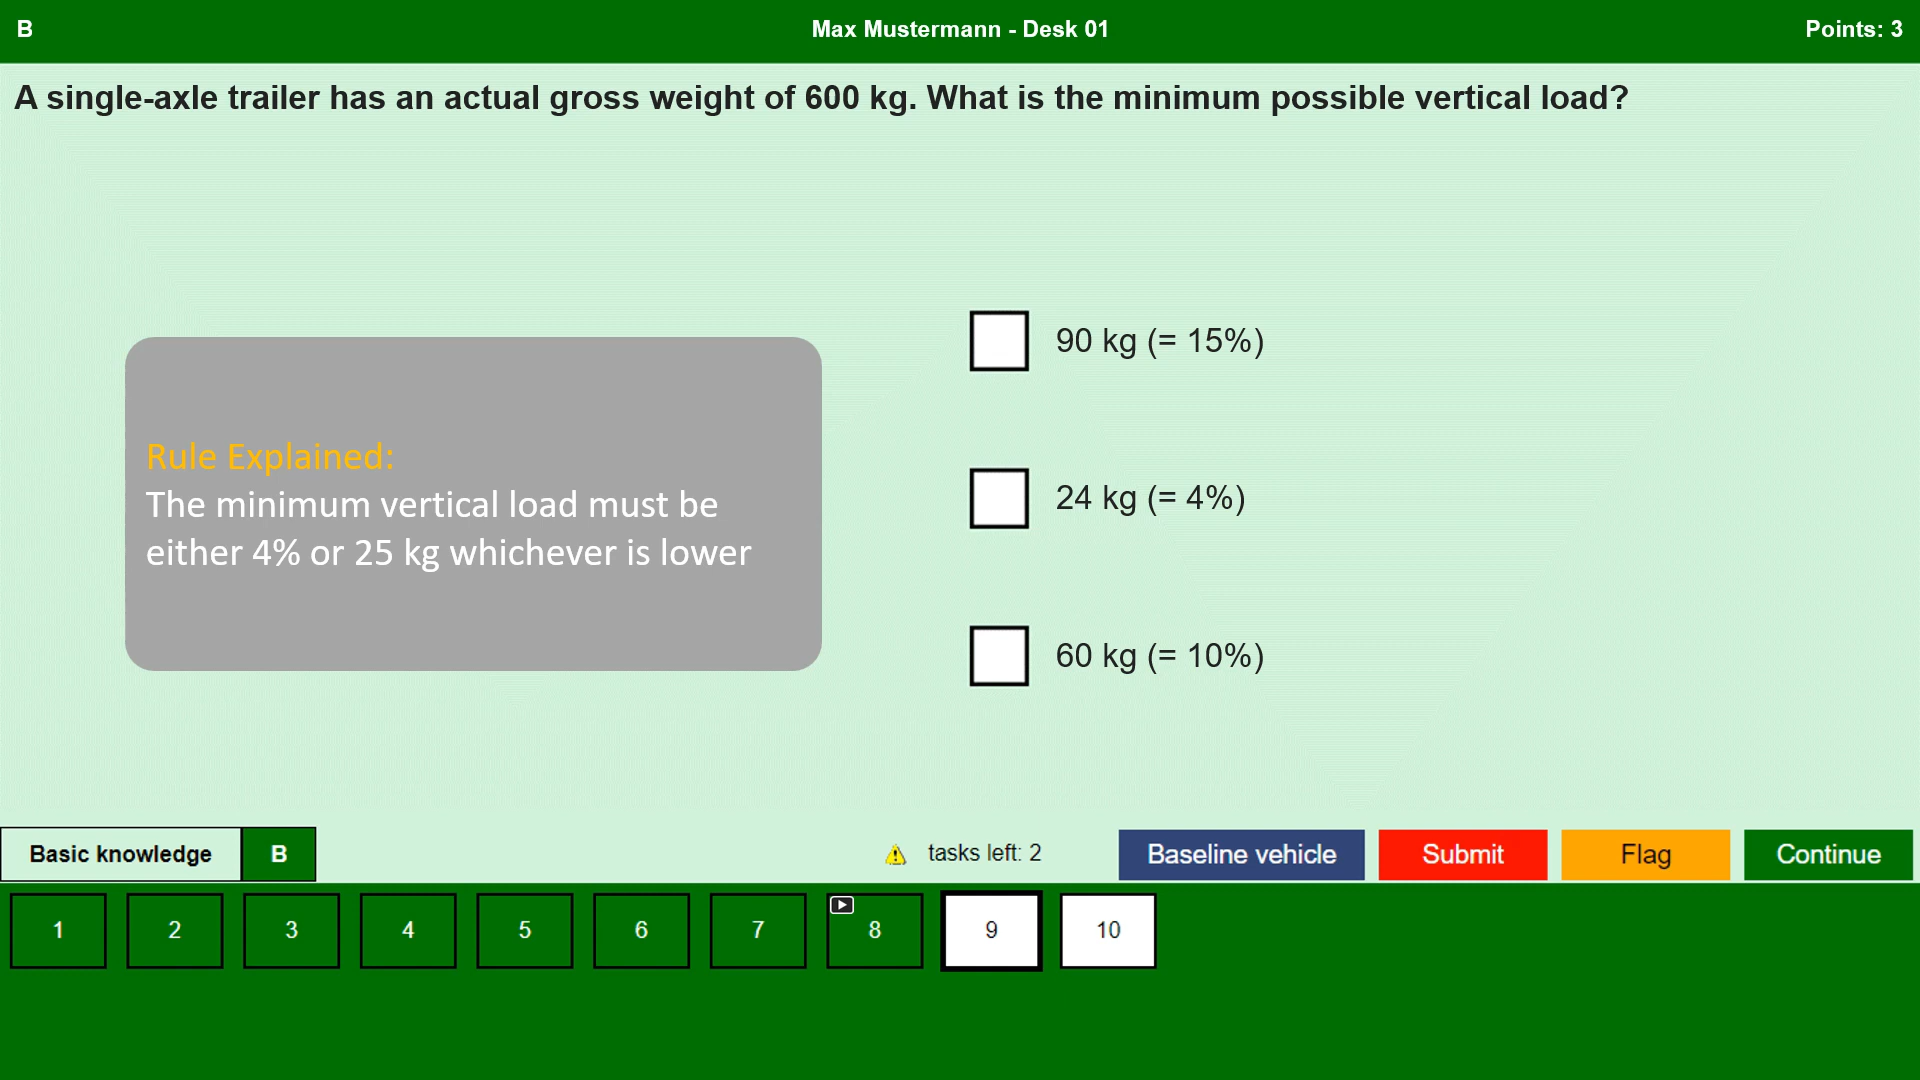 B
Max Mustermann - Desk 01
Points: 3
A single-axle trailer has an actual gross weight of 600 kg. What is the minimum possible vertical load?
Rule Explained:
The minimum vertical load must be
either 4% or 25 kg whichever is lower
90 kg (= 15%)
24 kg (= 4%)
60 kg (= 10%)
Basic knowledge
B
tasks left: 2
Baseline vehicle
Submit
Flag
Continue
1
2
3
4
5
6
7
8
9
10